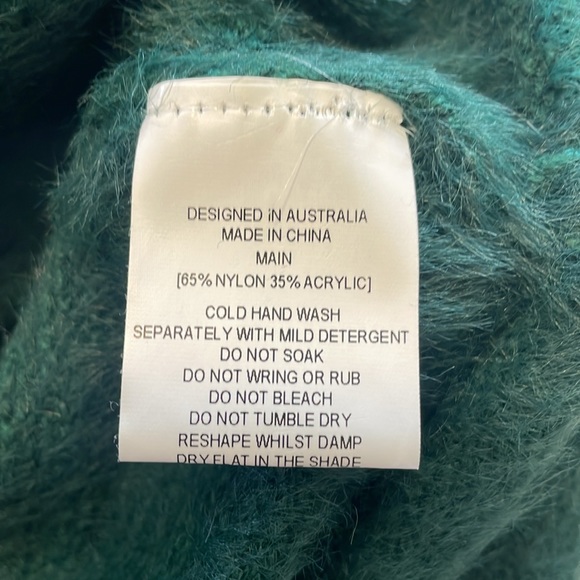 DESIGNED iN AUSTRALIA
MADE IN CHINA
MAIN
[65% NYLON 35% ACRYLIC]
COLD HAND WASH
SEPARATELY WITH MILD DETERGENT
DO NOT SOAK
DO NOT WRING OR RUB
DO NOT BLEACH
DO NOT TUMBLE DRY
RESHAPE WHILST DAMP
DRY FLAT IN THE SHADE